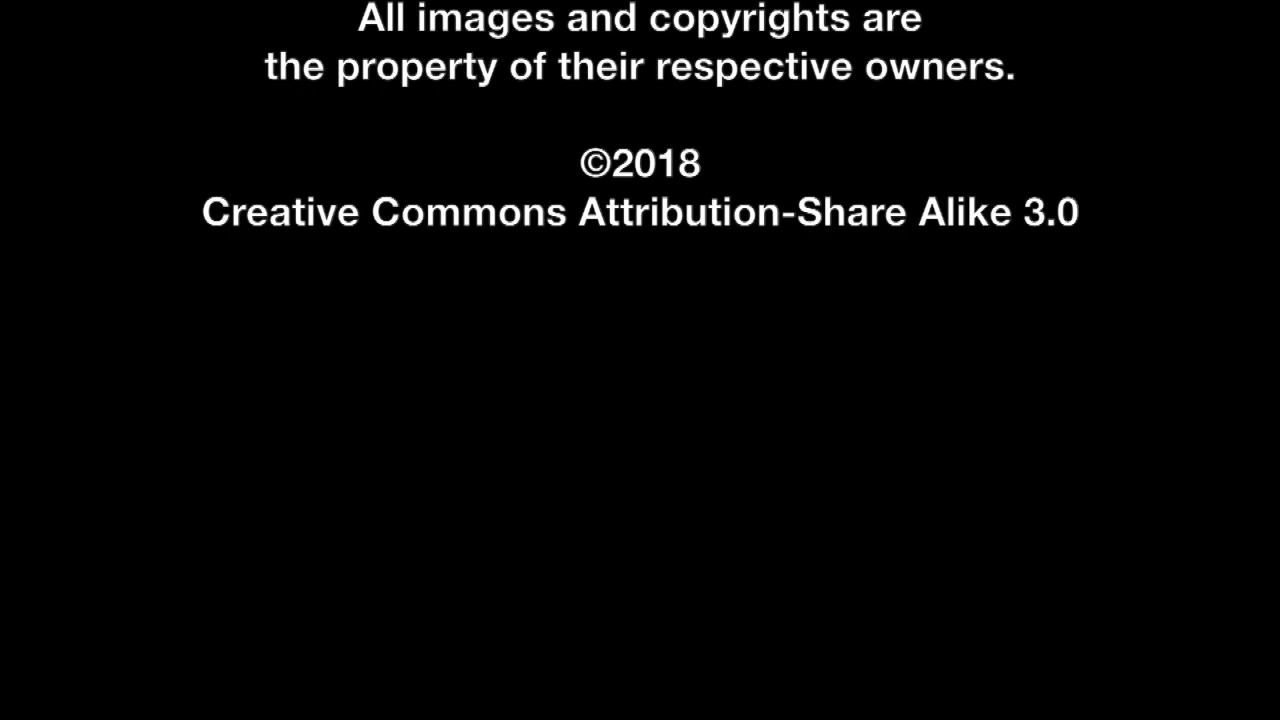 All images and copyrights are
the property of their respective owners.
©2018
Creative Commons Attribution-Share Alike 3.0